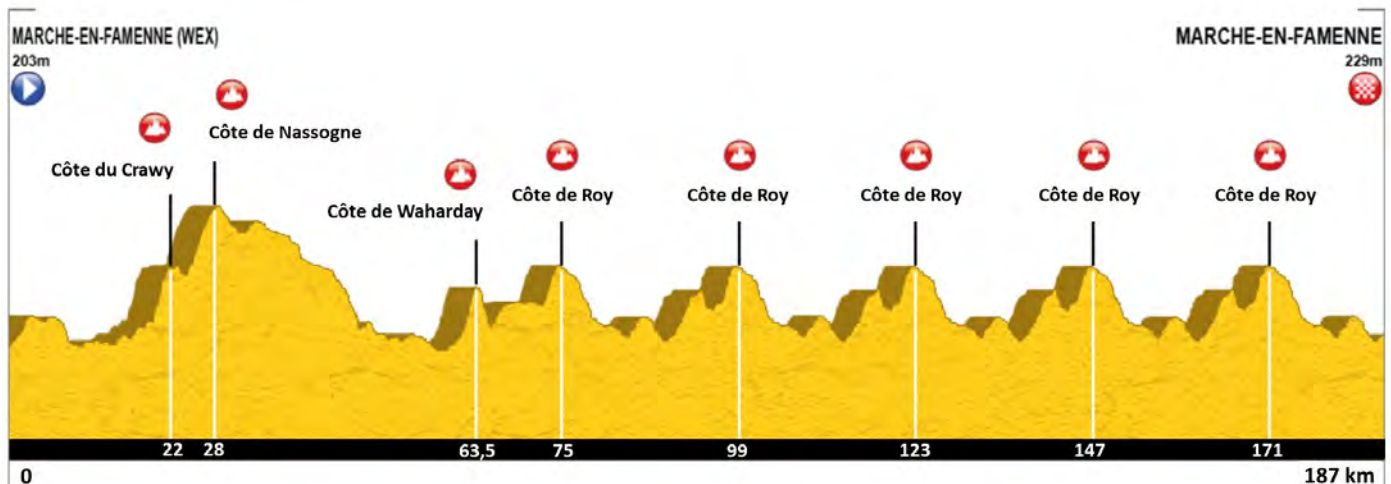 MARCHE-EN-FAMENNE (WEX)
203m
MARCHE-EN-FAMENNE
229m
Côte du Crawy
Côte de Nassogne
Côte de Waharday
Côte de Roy
Côte de Roy
Côte de Roy
Côte de Roy
Côte de Roy
22
28
63,5
75
99
123
147
171
0
187 km